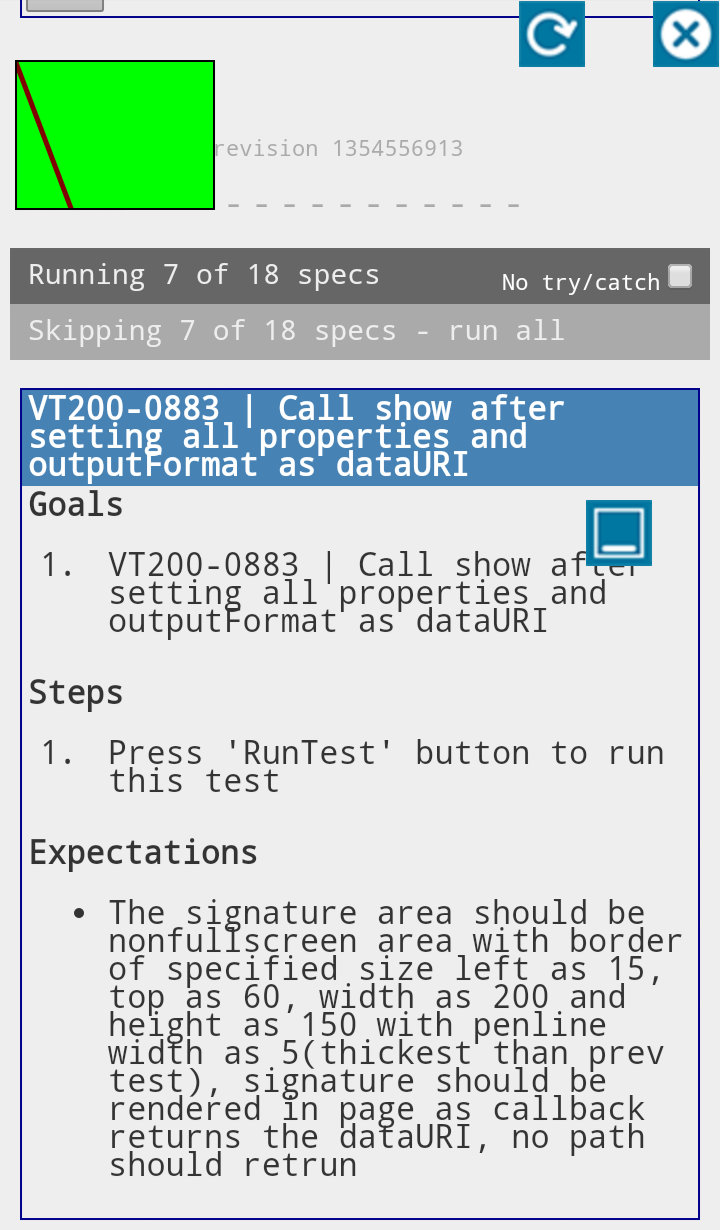 revision 1354556913
Running 7 of 18 specs
No try/catch
Skipping 7 of 18 specs - run all
VT200-0883 | Call show after
setting all properties and
outputFormat as dataURI
Goals
1. VT200-0883 | Call show after
setting all properties and
outputFormat as dataURI
Steps
1. Press 'RunTest' button to run
this test
Expectations
• The signature area should be
nonfullscreen area with border
of specified size left as 15,
top as 60, width as 200 and
height as 150 with penline
width as 5(thickest than prev
test), signature should be
rendered in page as callback
returns the dataURI, no path
should retrun